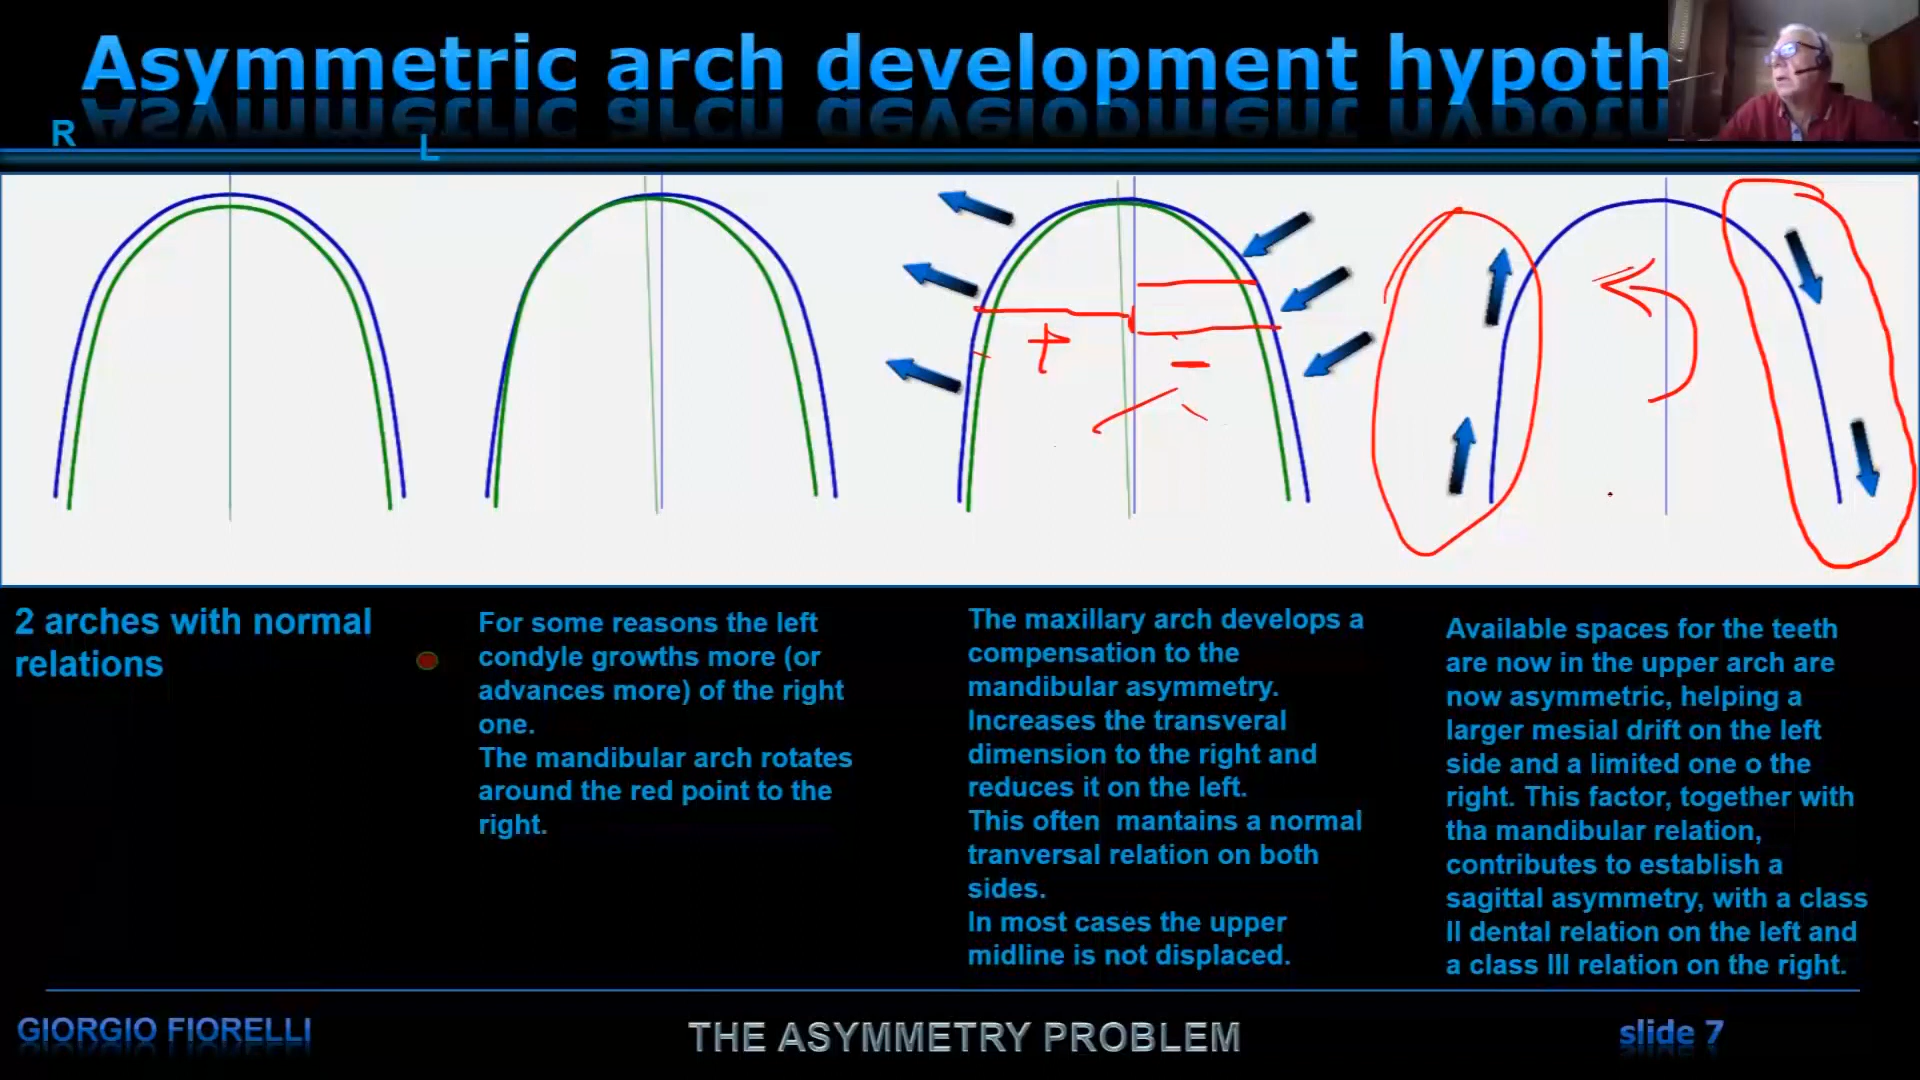 Asymmetric arch development hypoth
R
L
2 arches with normal
relations
For some reasons the left
condyle growths more (or
advances more) of the right
one.
The mandibular arch rotates
around the red point to the
right.
The maxillary arch develops a
compensation to the
mandibular asymmetry.
Increases the transveral
dimension to the right and
reduces it on the left.
This often mantains a normal
tranversal relation on both
sides.
In most cases the upper
midline is not displaced.
Available spaces for the teeth
are now in the upper arch are
now asymmetric, helping a
larger mesial drift on the left
side and a limited one o the
right. This factor, together with
tha mandibular relation,
contributes to establish a
sagittal asymmetry, with a class
II dental relation on the left and
a class III relation on the right.
GIORGIO FIORELLI
THE ASYMMETRY PROBLEM
slide 7